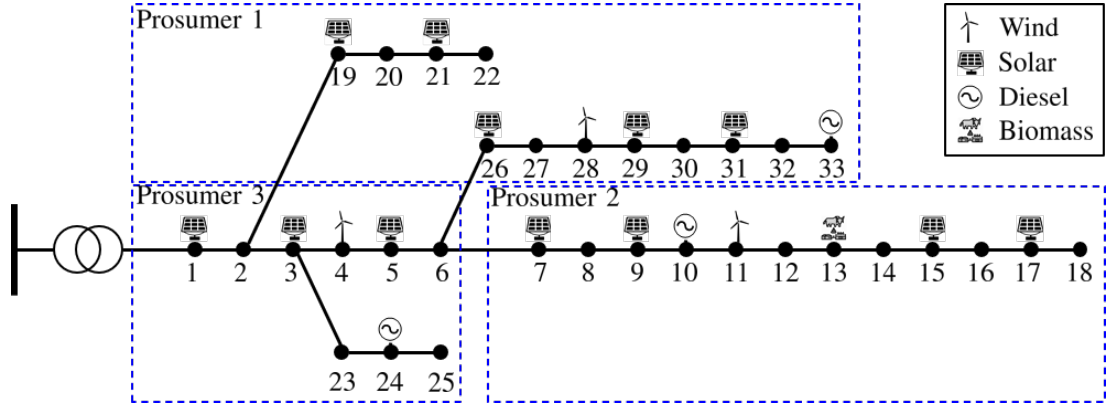 Prosumer 1
19 20 21 22
26 27 28 29 30 31 32 33
Wind
Solar
Diesel
Biomass
Prosumer 3
1 2 3 4 5 6
23 24 25
Prosumer 2
7 8 9 10 11 12 13 14 15 16 17 18